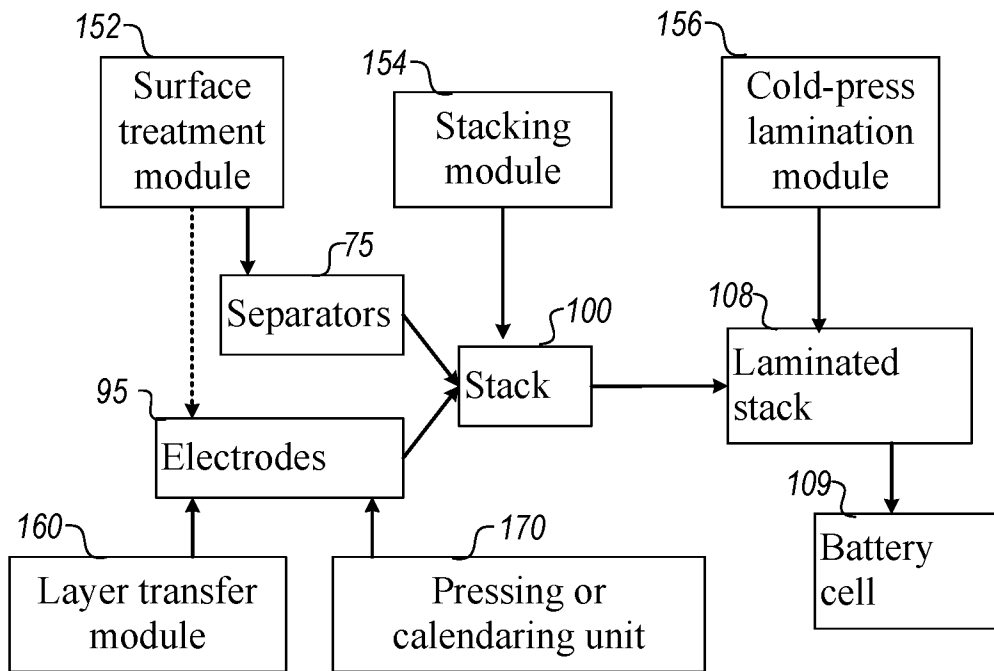 152
Surface
treatment
module
154
Stacking
module
156
Cold-press
lamination
module
75
Separators
100
Stack
108
Laminated
stack
95
Electrodes
109
Battery
cell
160
Layer transfer
module
170
Pressing or
calendaring unit